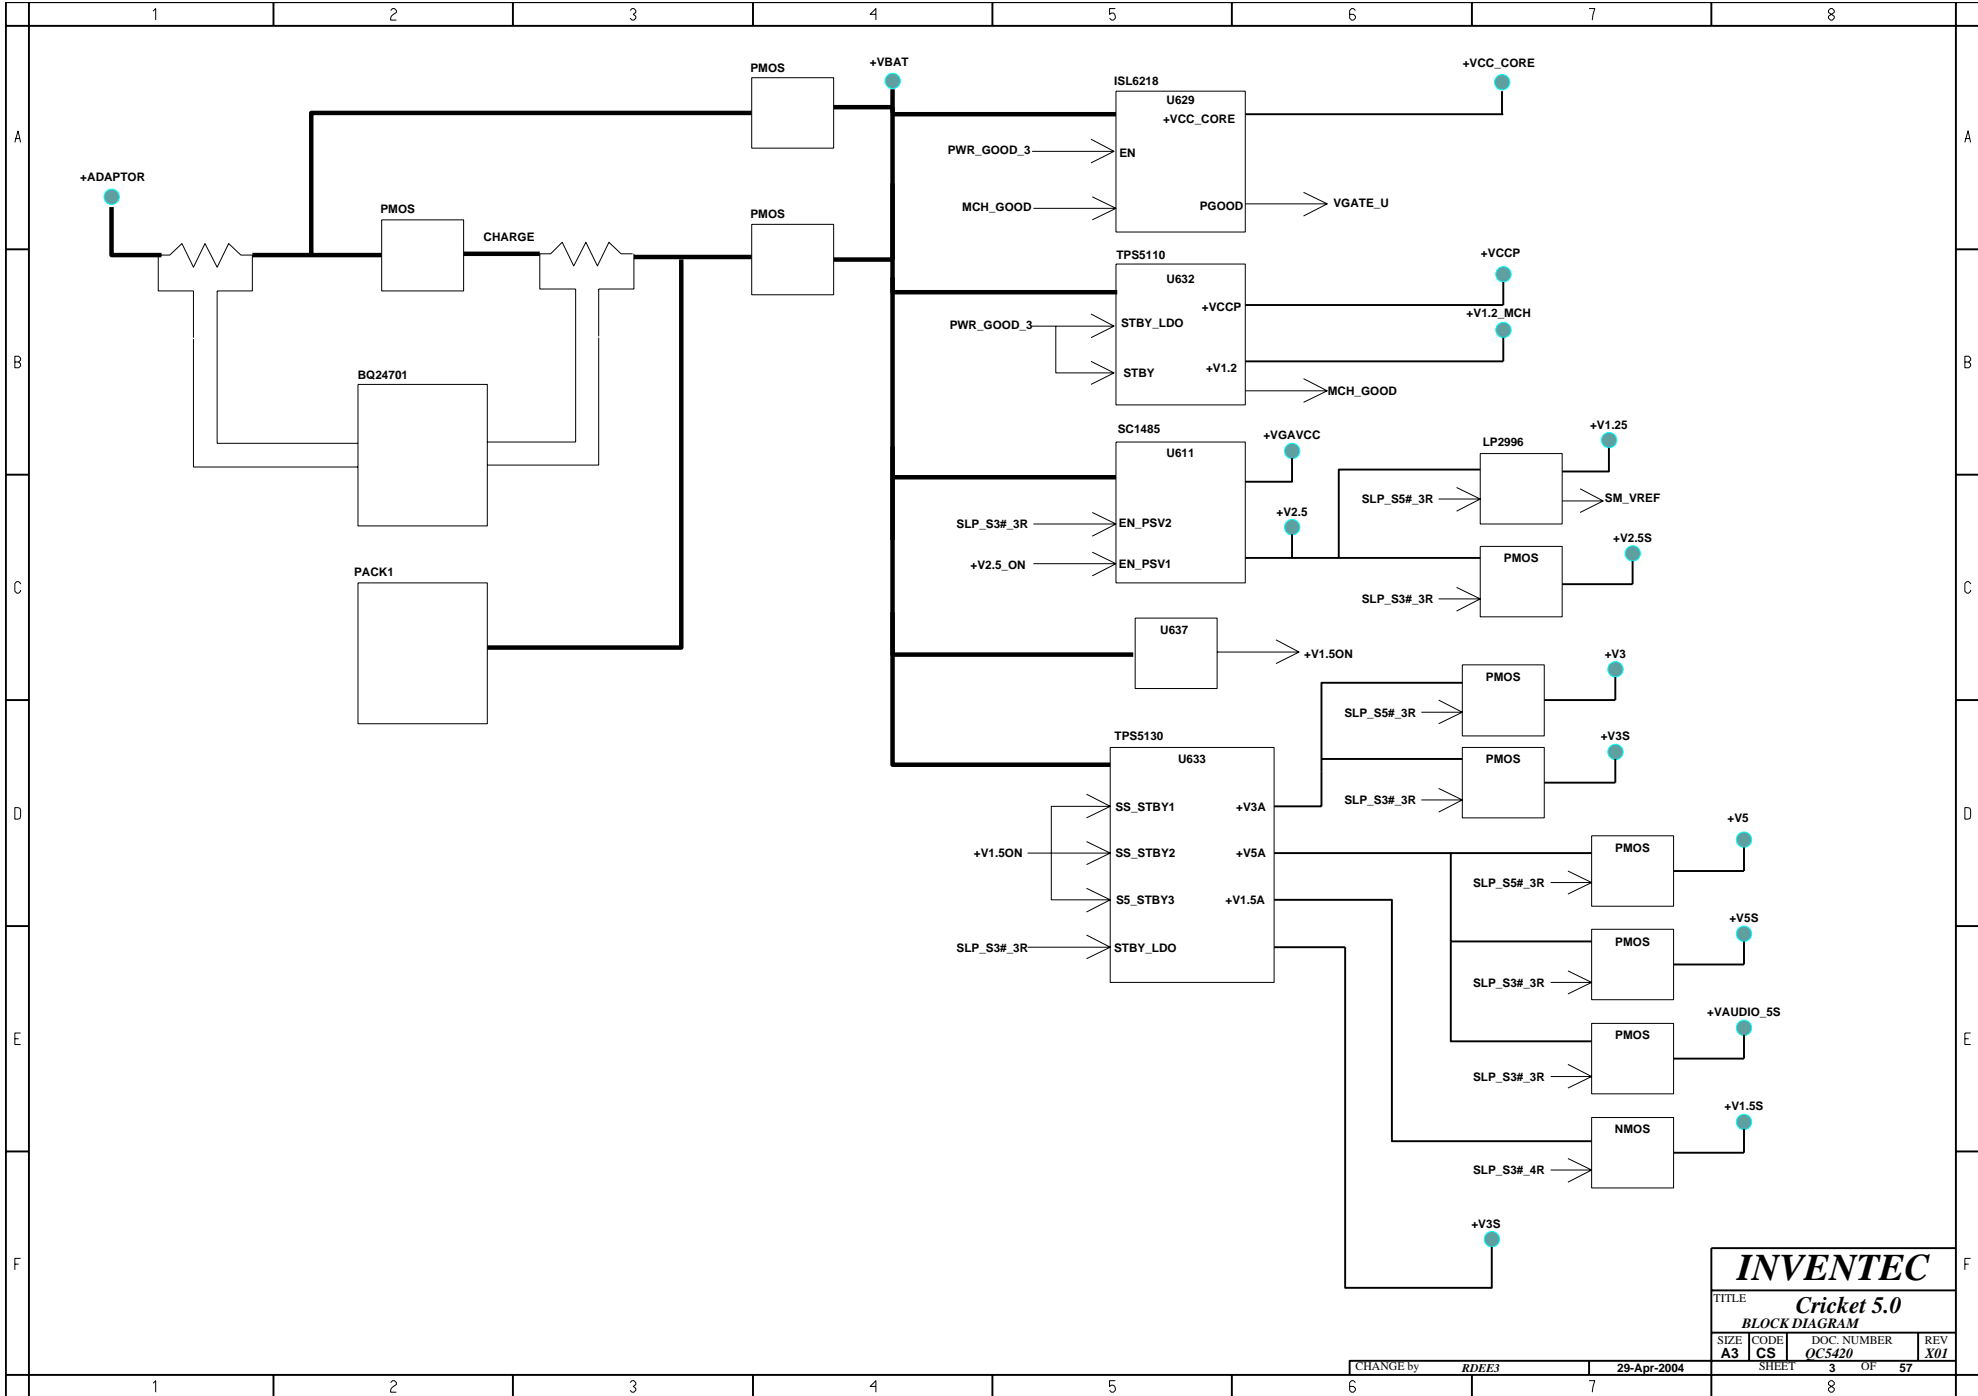 1 2 3 4 5 6 7 8
A A
B B
C C
D D
E E
F F
+ADAPTOR
PMOS
CHARGE
PMOS
PMOS
BQ24701
PACK1
+VBAT
ISL6218
U629
+VCC_CORE
PWR_GOOD_3
EN
MCH_GOOD
PGOOD
VGATE_U
+VCC_CORE
TPS5110
U632
+VCCP
PWR_GOOD_3
STBY_LDO
STBY
+V1.2
MCH_GOOD
+VCCP
+V1.2_MCH
SC1485
U611
SLP_S3#_3R
EN_PSV2
+V2.5_ON
EN_PSV1
+VGAVCC
+V2.5
LP2996
SLP_S5#_3R
+V1.25
SM_VREF
PMOS
SLP_S3#_3R
+V2.5S
U637
+V1.5ON
TPS5130
U633
+V1.5ON
SS_STBY1
SS_STBY2
S5_STBY3
SLP_S3#_3R
STBY_LDO
+V3A
+V5A
+V1.5A
PMOS
SLP_S5#_3R
+V3
PMOS
SLP_S3#_3R
+V3S
PMOS
SLP_S5#_3R
+V5
PMOS
SLP_S3#_3R
+V5S
PMOS
SLP_S3#_3R
+VAUDIO_5S
NMOS
SLP_S3#_4R
+V1.5S
+V3S
INVENTEC
TITLE
Cricket 5.0
BLOCK DIAGRAM
SIZE CODE DOC. NUMBER REV
A3 CS QC5420 X01
CHANGE by RDEE3 29-Apr-2004 SHEET 3 OF 57
1 2 3 4 5 6 7 8